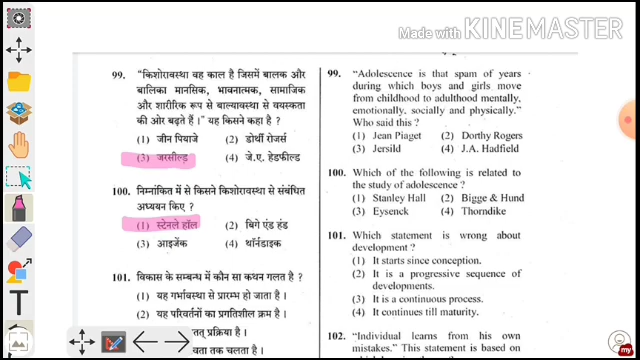 Made with KINEMASTER
99. "किशोरावस्था वह काल है जिसमें बालक और
बालिका मानसिक, भावनात्मक, सामाजिक
और शारीरिक रूप से बाल्यावस्था से वयस्कता
की ओर बढ़ते हैं।" यह किसने कहा है ?
(1) जीन पियाजे (2) डोर्थी रोजर्स
(3) जरसील्ड (4) जे.ए. हेडफील्ड
100. निम्नांकित में से किसने किशोरावस्था से संबंधित
अध्ययन किए ?
(1) स्टेनले हॉल (2) बिगे एंड हंड
(3) आइजेंक (4) थॉर्नडाइक
101. विकास के सम्बन्ध में कौन सा कथन गलत है ?
(1) यह गर्भावस्था से प्रारम्भ हो जाता है ।
(2) यह परिवर्तनों का प्रगतिशील क्रम है ।
तत् प्रक्रिया है ।
वता तक चलता है ।
99. "Adolescence is that spam of years
during which boys and girls move
from childhood to adulthood mentally,
emotionally, socially and physically."
Who said this ?
(1) Jean Piaget (2) Dorthy Rogers
(3) Jersild (4) J.A. Hadfield
100. Which of the following is related to
the study of adolescence ?
(1) Stanley Hall (2) Bigge & Hund
(3) Eysenck (4) Thorndike
101. Which statement is wrong about
development ?
(1) It starts since conception.
(2) It is a progressive sequence of
developments.
(3) It is a continuous process.
(4) It continues till maturity.
102. "Individual learns from his own
mistakes." This statement is based on
T
my